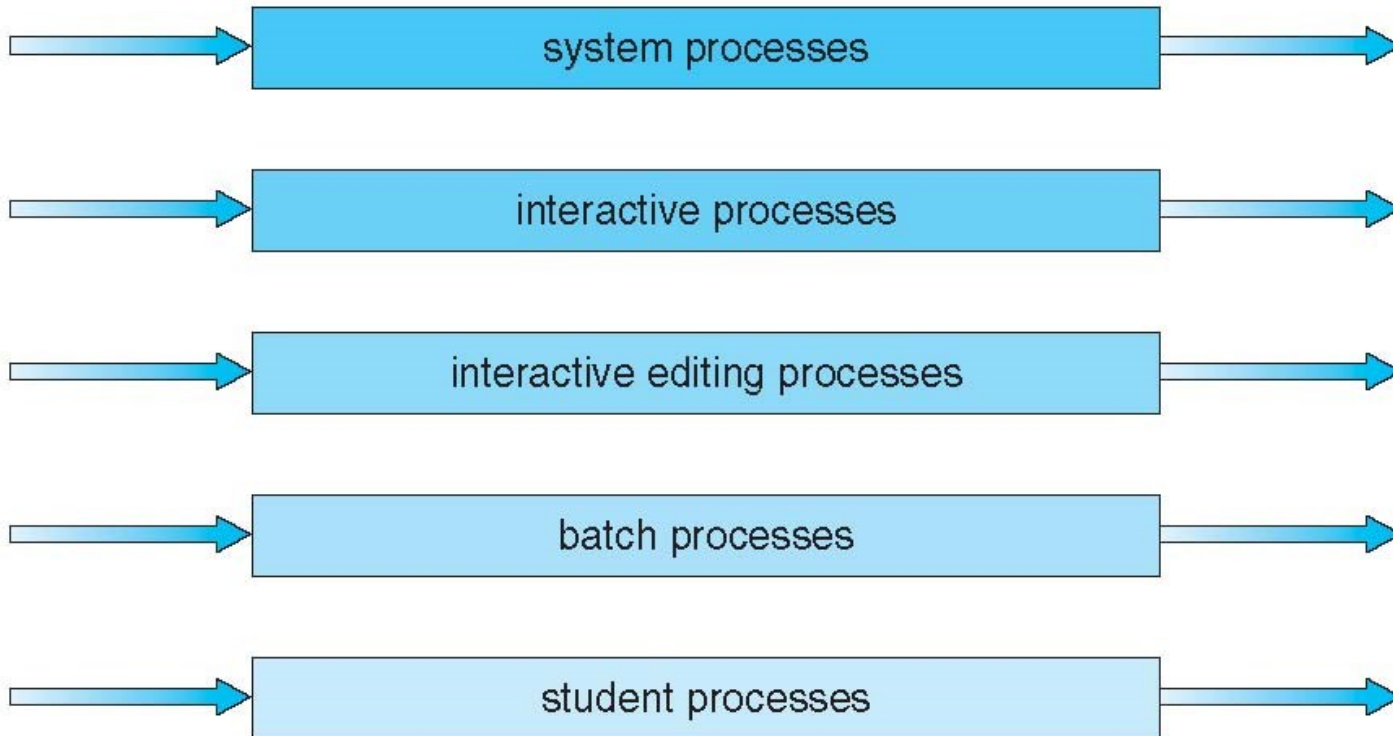 system processes
interactive processes
interactive editing processes
batch processes
student processes